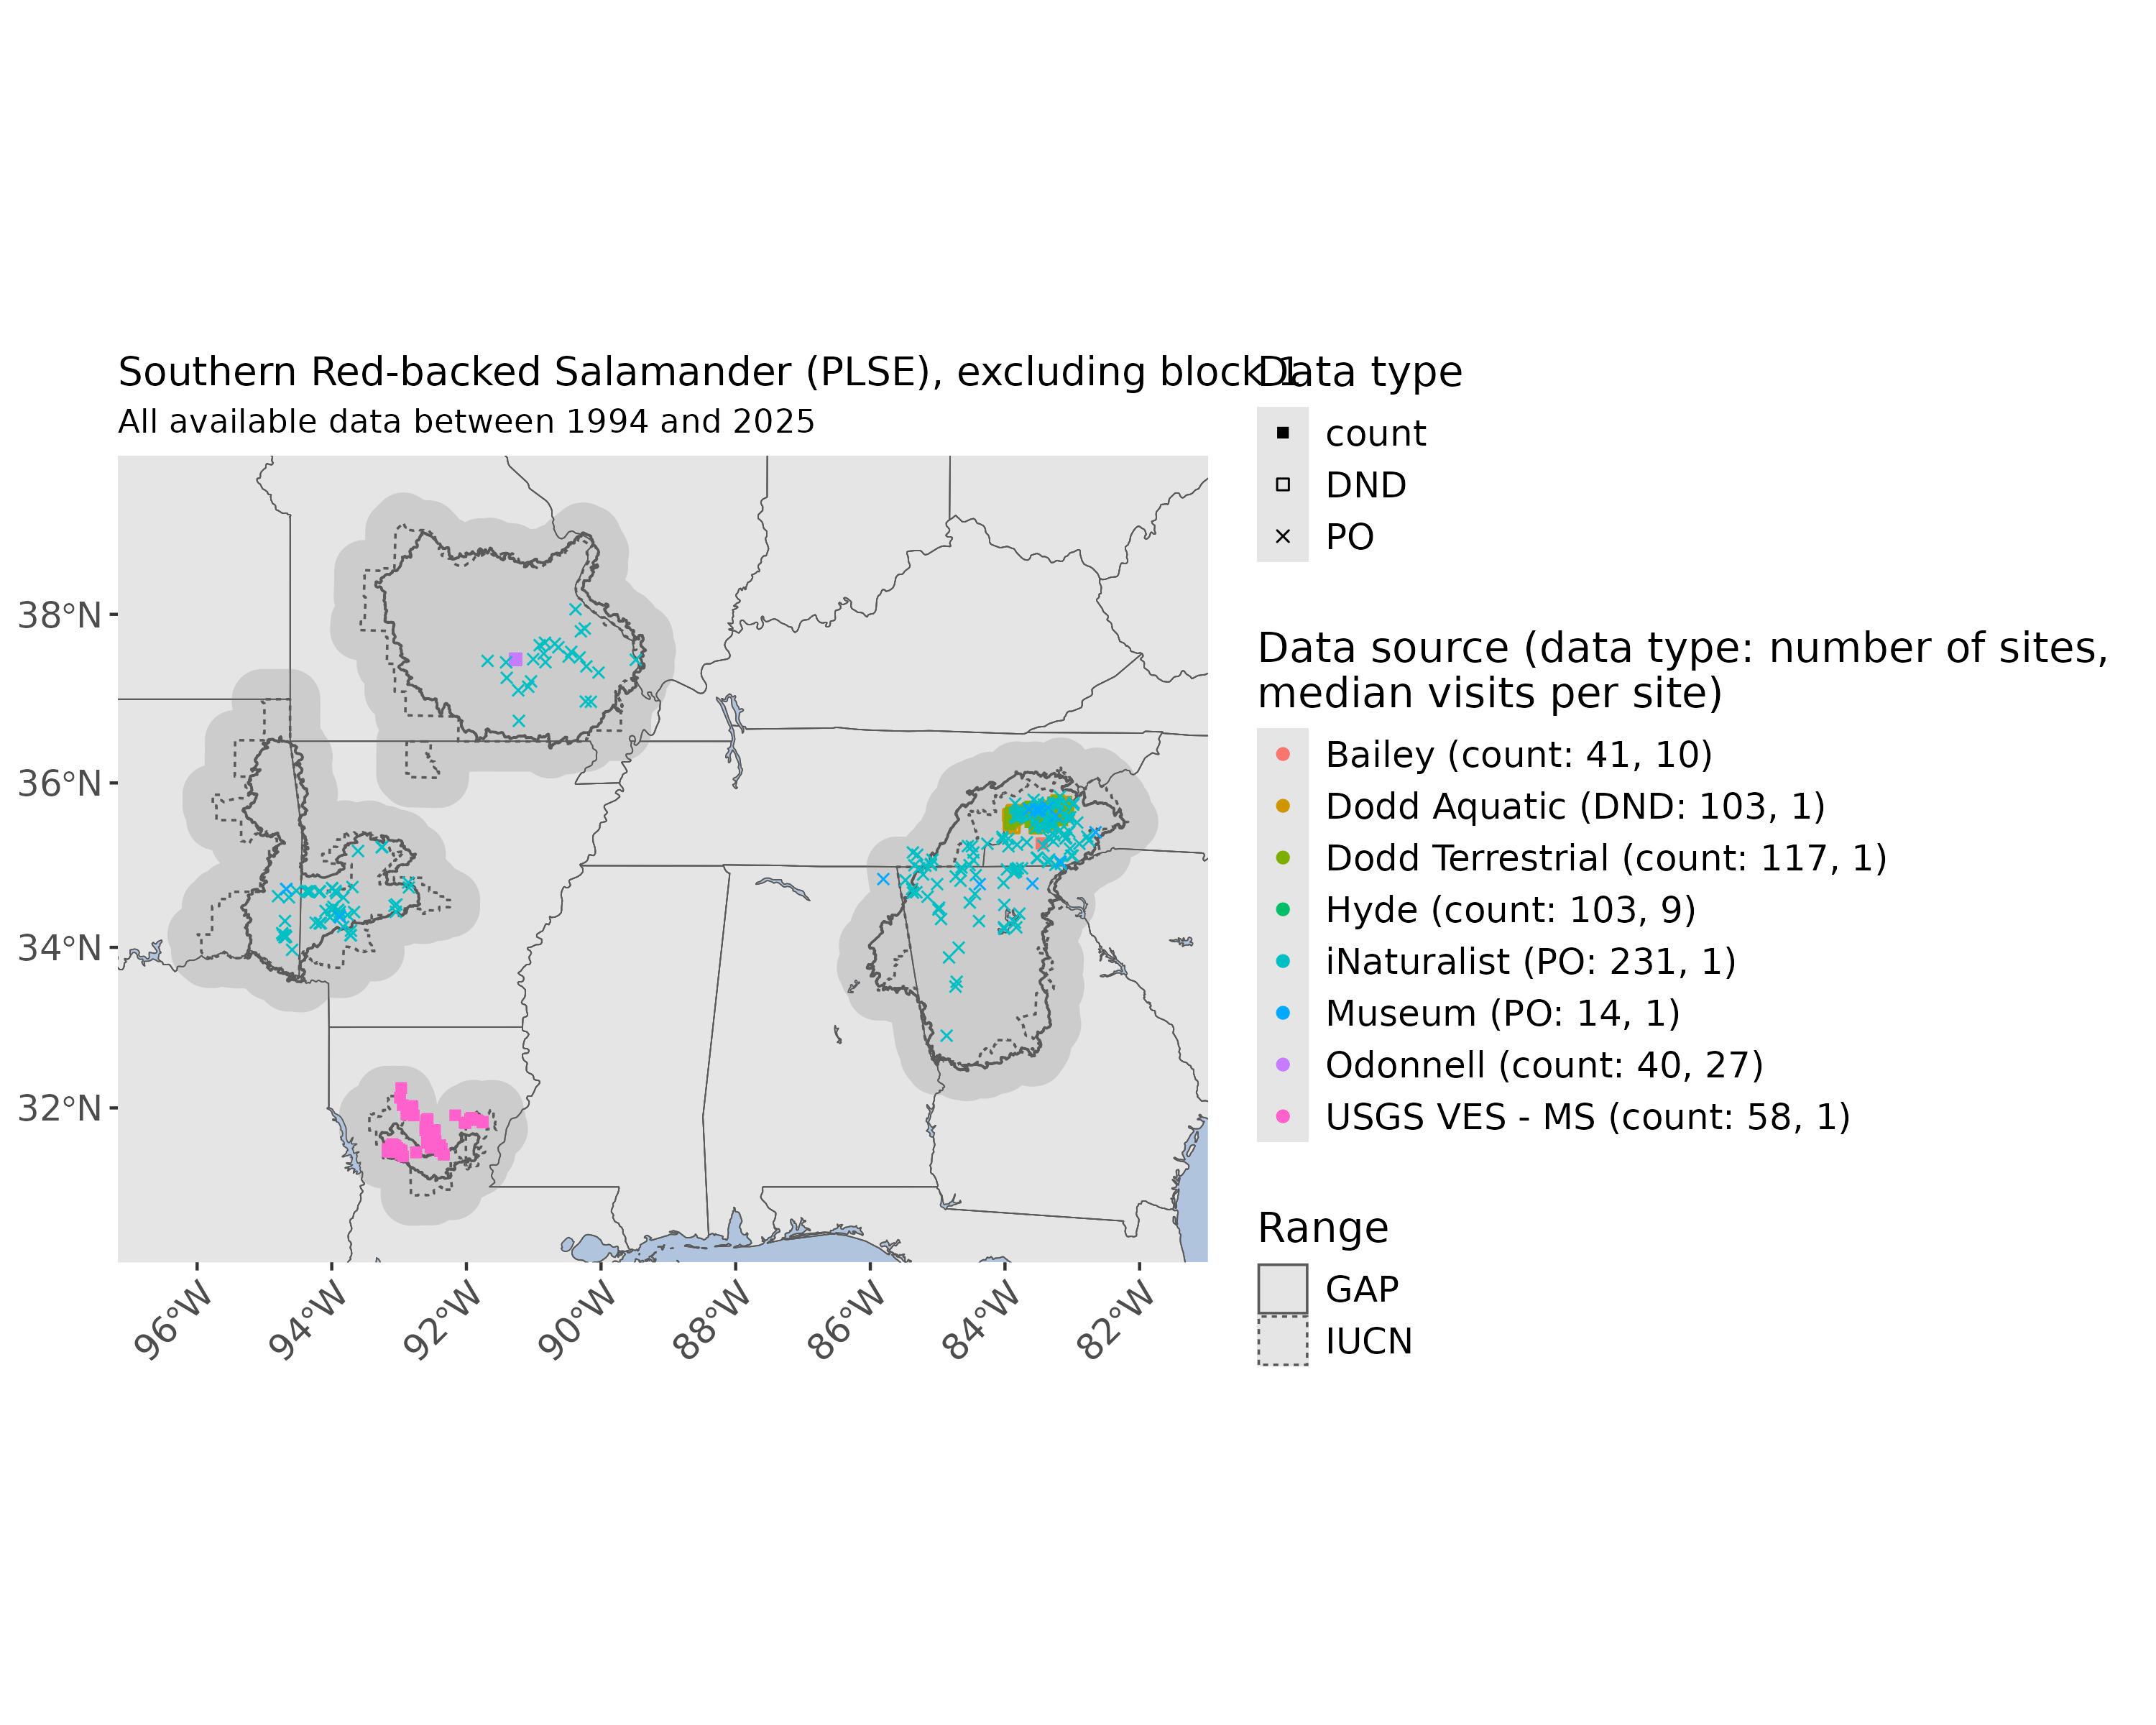 Southern Red-backed Salamander (PLSE), excluding block 1
All available data between 1994 and 2025
38°N
36°N
34°N
32°N
96°W
94°W
92°W
90°W
88°W
86°W
84°W
82°W
Data type
count
DND
PO
Data source (data type: number of sites,
median visits per site)
Bailey (count: 41, 10)
Dodd Aquatic (DND: 103, 1)
Dodd Terrestrial (count: 117, 1)
Hyde (count: 103, 9)
iNaturalist (PO: 231, 1)
Museum (PO: 14, 1)
Odonnell (count: 40, 27)
USGS VES - MS (count: 58, 1)
Range
GAP
IUCN